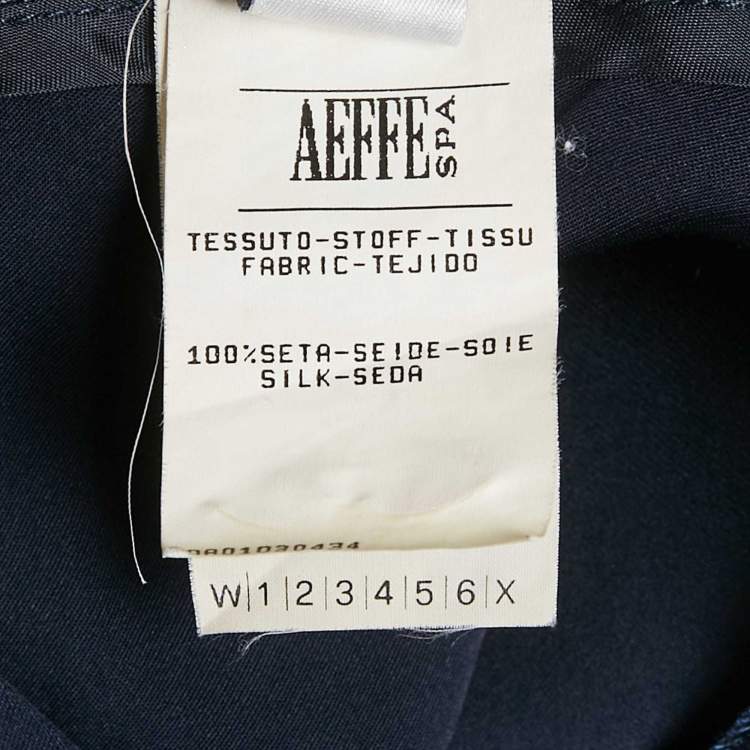 AEFFE SPA
TESSUTO-STOFF-TISSU
FABRIC-TEJIDO
100%SETA-SEIDE-SOIE
SILK-SEDA
0801030434
W|1|2|3|4|5|6|X